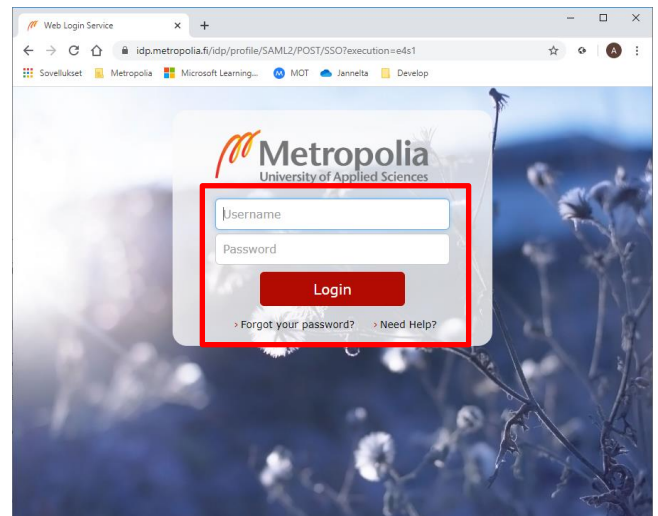 Web Login Service
idp.metropolia.fi/idp/profile/SAML2/POST/SSO?execution=e4s1
A
Sovellukset Metropolia Microsoft Learning... MOT Jannelta Develop
Metropolia
University of Applied Sciences
Username
Password
Login
› Forgot your password? › Need Help?